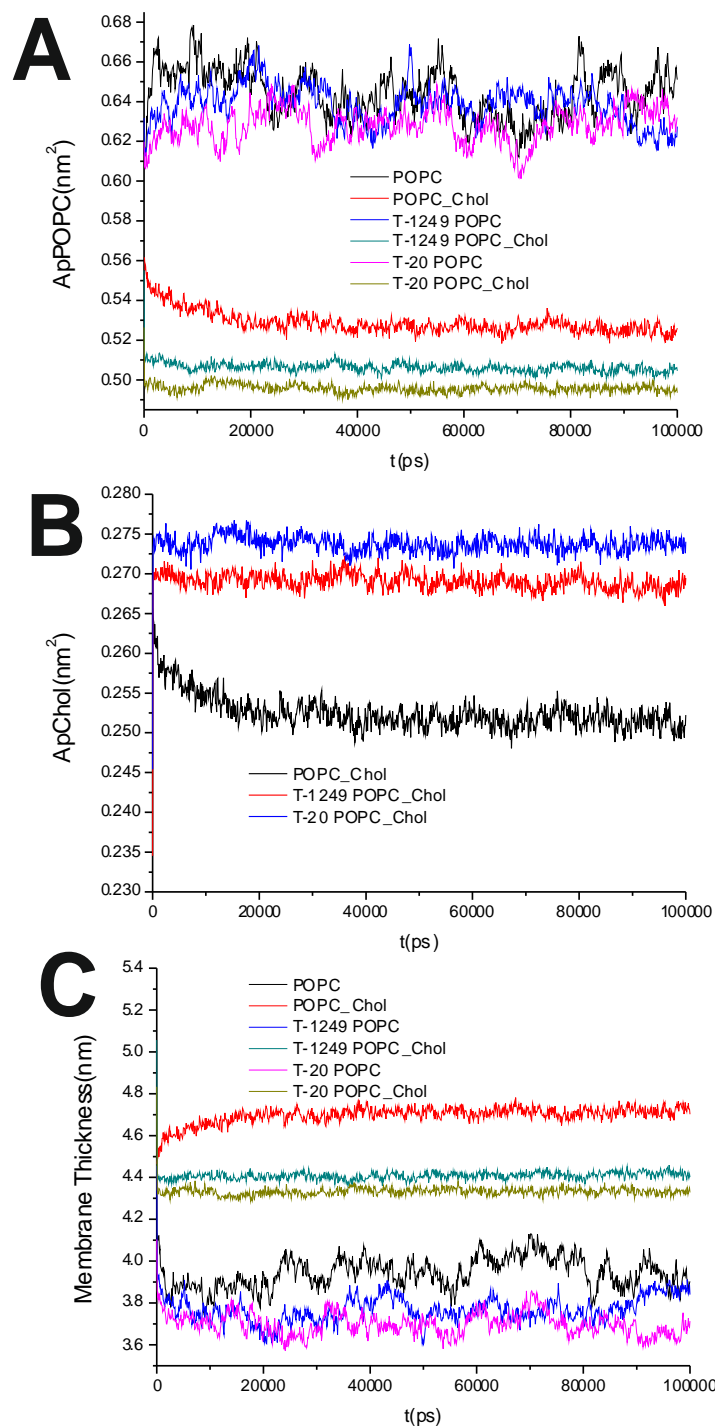 A
ApPOPC(nm²)
0.68
0.66
0.64
0.62
0.60
0.58
0.56
0.54
0.52
0.50
POPC
POPC_Chol
T-1249 POPC
T-1249 POPC_Chol
T-20 POPC
T-20 POPC_Chol
0 20000 40000 60000 80000 100000
t(ps)
B
ApChol(nm²)
0.280
0.275
0.270
0.265
0.260
0.255
0.250
0.245
0.240
0.235
0.230
POPC_Chol
T-1249 POPC_Chol
T-20 POPC_Chol
0 20000 40000 60000 80000 100000
t(ps)
C
Membrane Thickness(nm)
5.4
5.2
5.0
4.8
4.6
4.4
4.2
4.0
3.8
3.6
POPC
POPC_Chol
T-1249 POPC
T-1249 POPC_Chol
T-20 POPC
T-20 POPC_Chol
0 20000 40000 60000 80000 100000
t(ps)